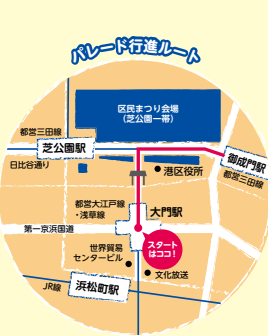 パレード行進ルート
区民まつり会場
(芝公園一帯)
都営三田線
芝公園駅
日比谷通り
御成門駅
都営三田線
港区役所
都営大江戸線
・浅草線
大門駅
第一京浜国道
スタート
はココ!
世界貿易
センタービル
文化放送
JR線
浜松町駅